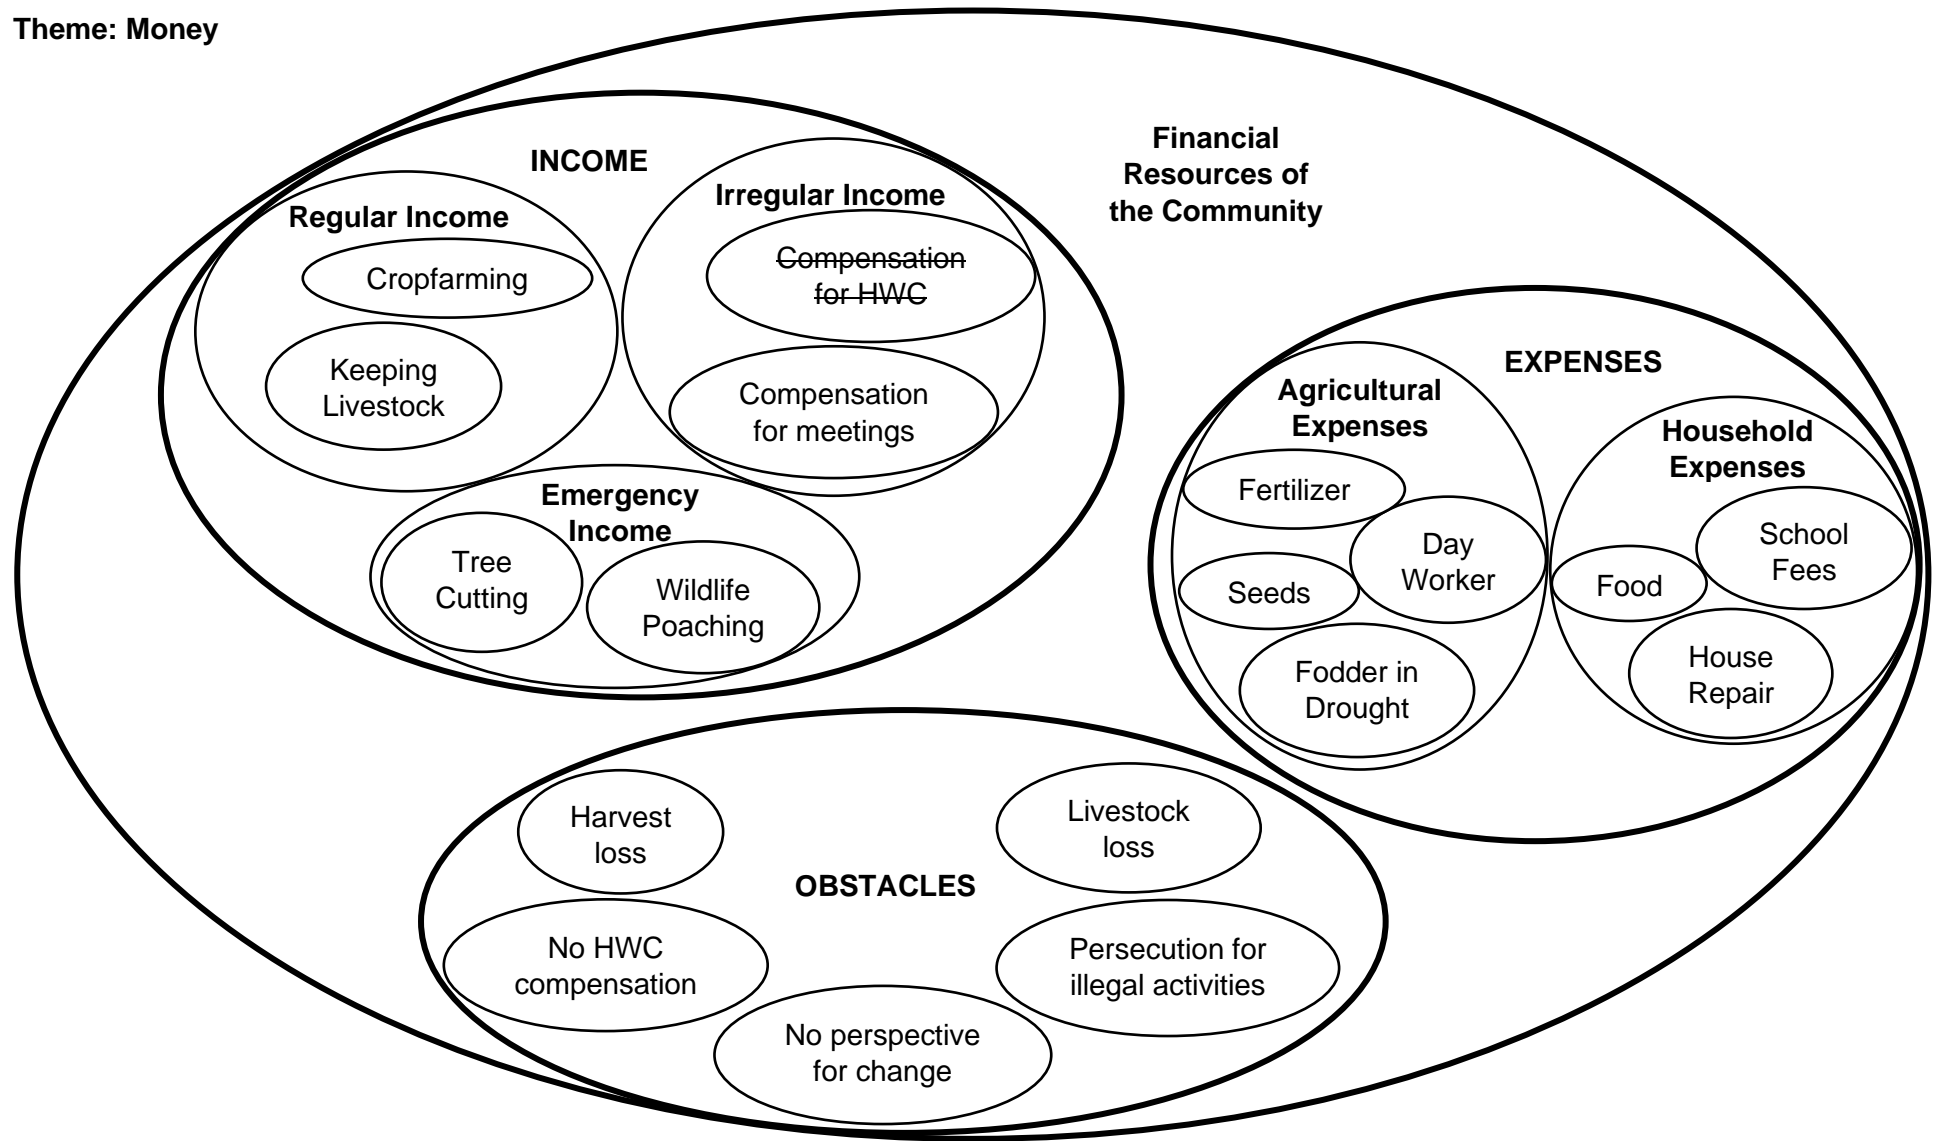 Theme: Money
Financial
Resources of
the Community
INCOME
Regular Income
Cropfarming
Keeping
Livestock
Irregular Income
Compensation
for HWC
Compensation
for meetings
Emergency
Income
Tree
Cutting
Wildlife
Poaching
EXPENSES
Agricultural
Expenses
Fertilizer
Day
Worker
Seeds
Fodder in
Drought
Household
Expenses
School
Fees
Food
House
Repair
OBSTACLES
Harvest
loss
Livestock
loss
No HWC
compensation
Persecution for
illegal activities
No perspective
for change